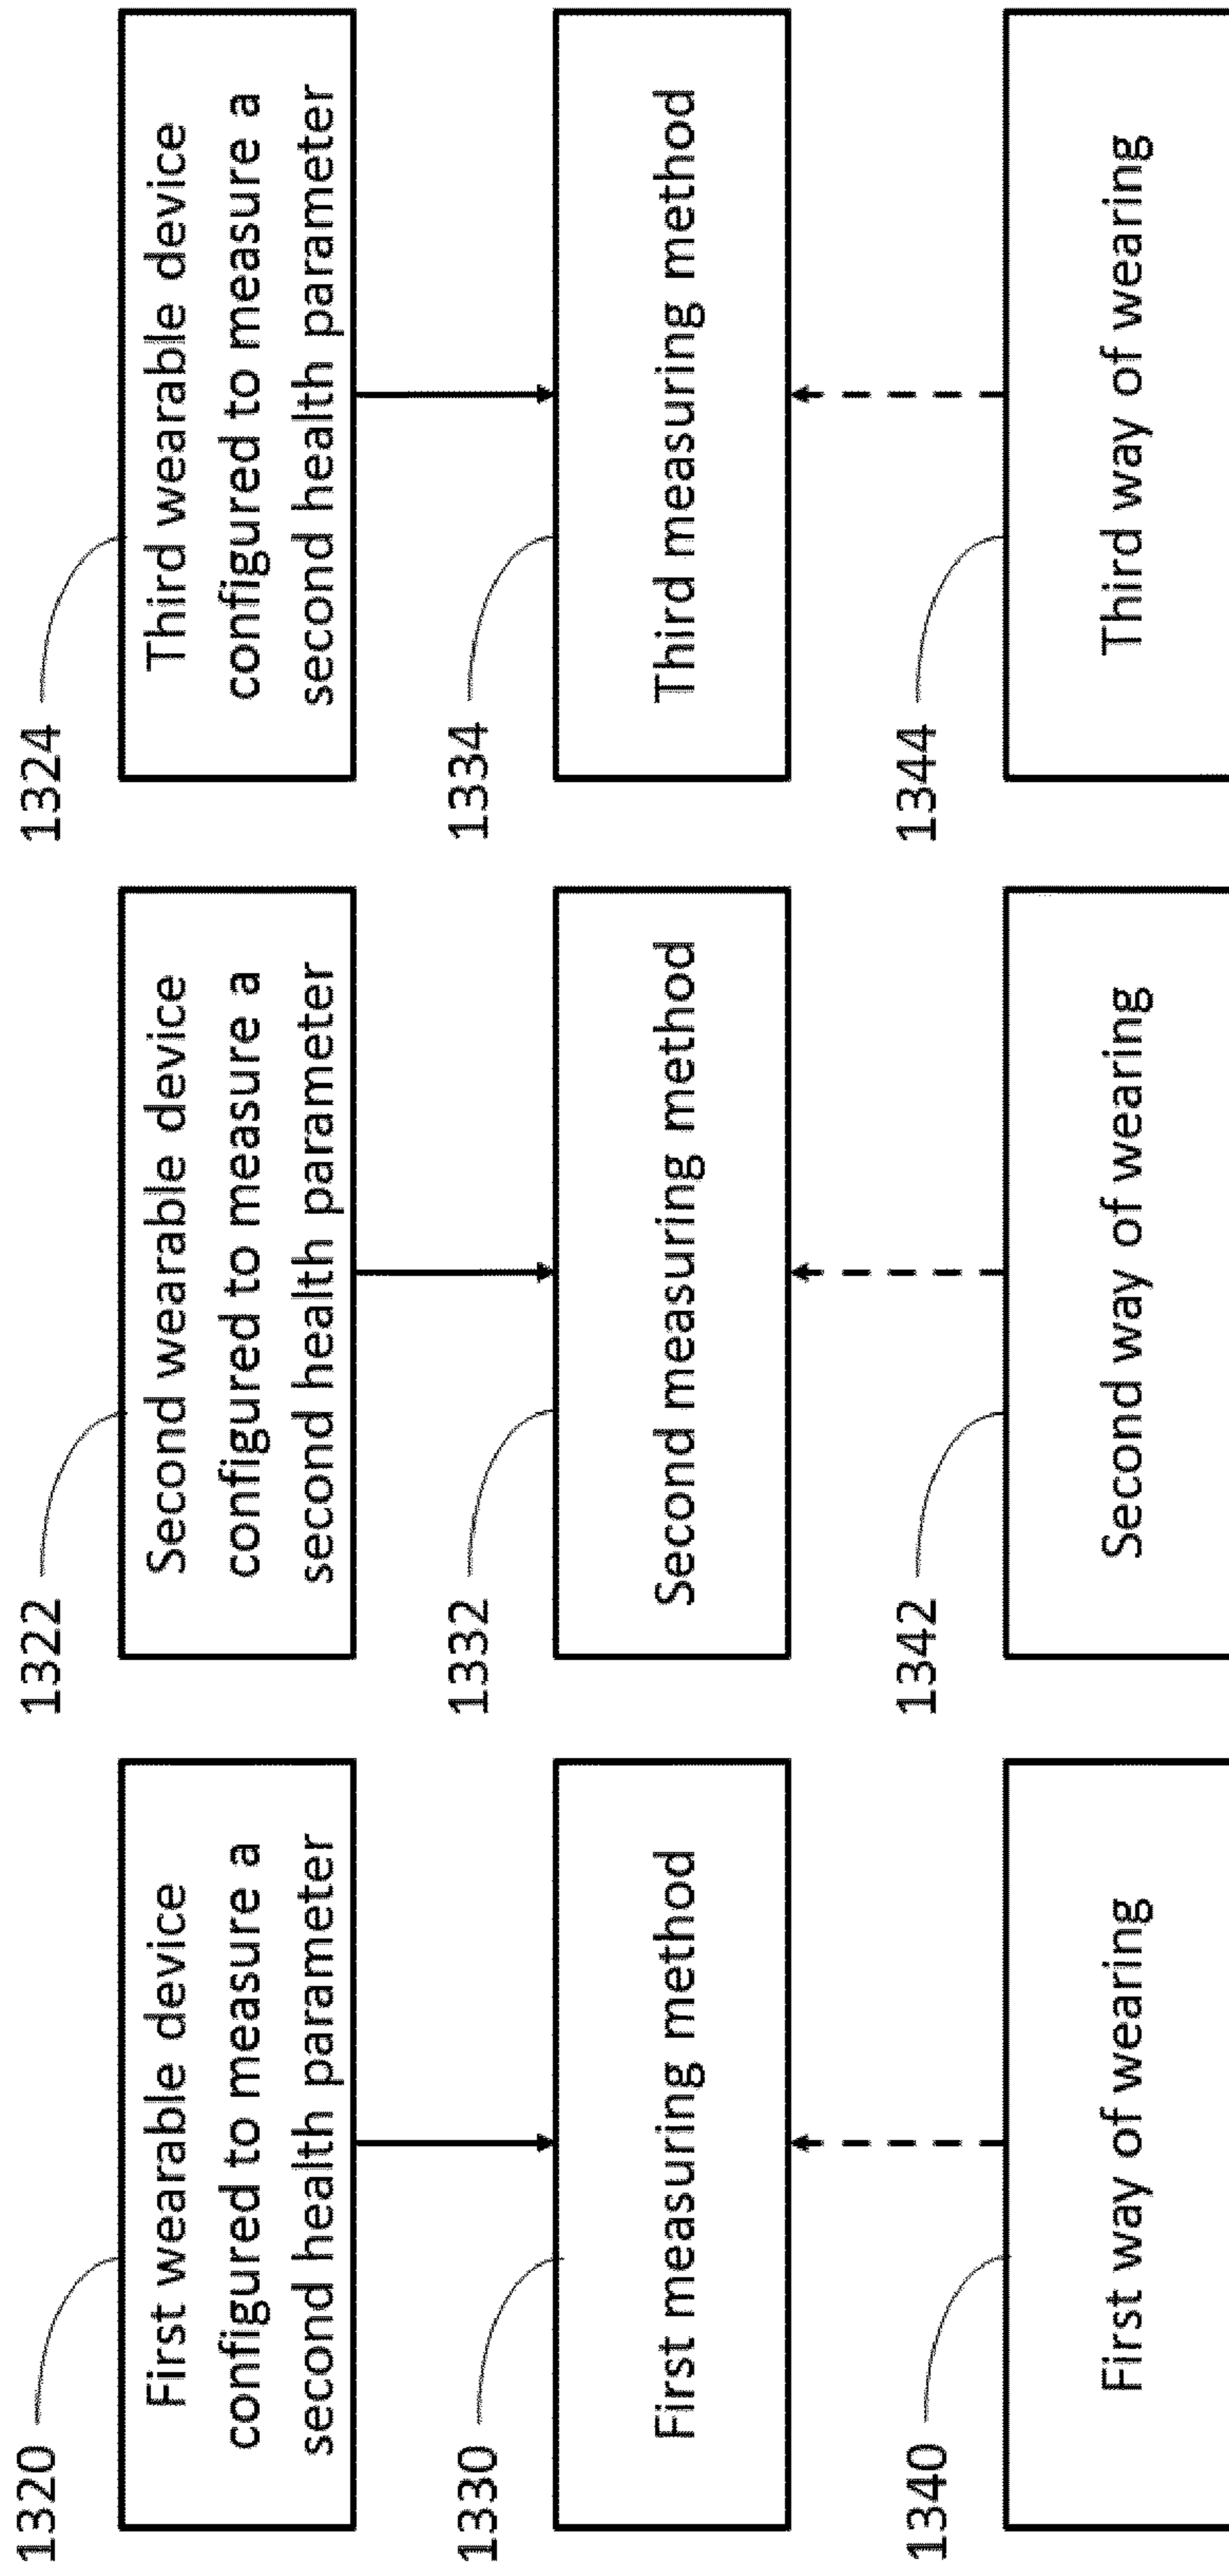 1320
First wearable device
configured to measure a
second health parameter
1322
Second wearable device
configured to measure a
second health parameter
1324
Third wearable device
configured to measure a
second health parameter
1330
First measuring method
1332
Second measuring method
1334
Third measuring method
1340
First way of wearing
1342
Second way of wearing
1344
Third way of wearing